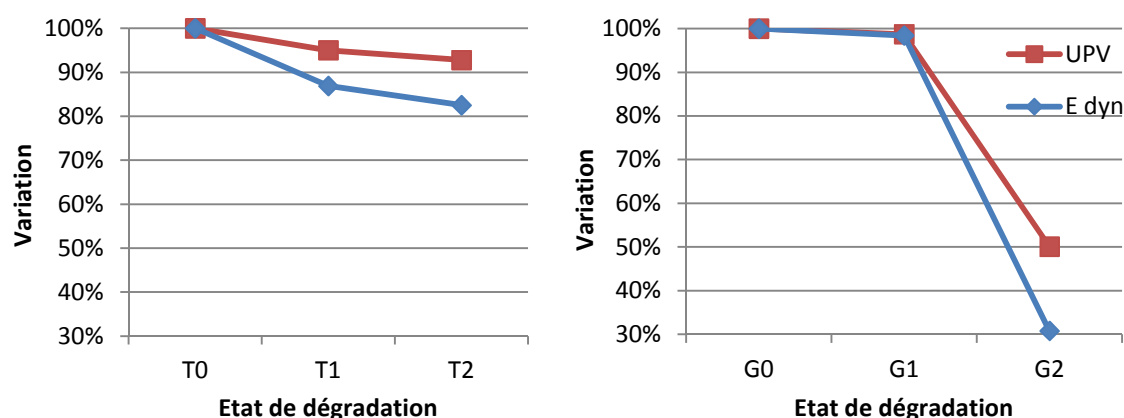 100%
90%
80%
70%
60%
50%
40%
30%
Variation
T0 T1 T2
Etat de dégradation
100%
90%
80%
70%
60%
50%
40%
30%
Variation
G0 G1 G2
Etat de dégradation
UPV
E dyn